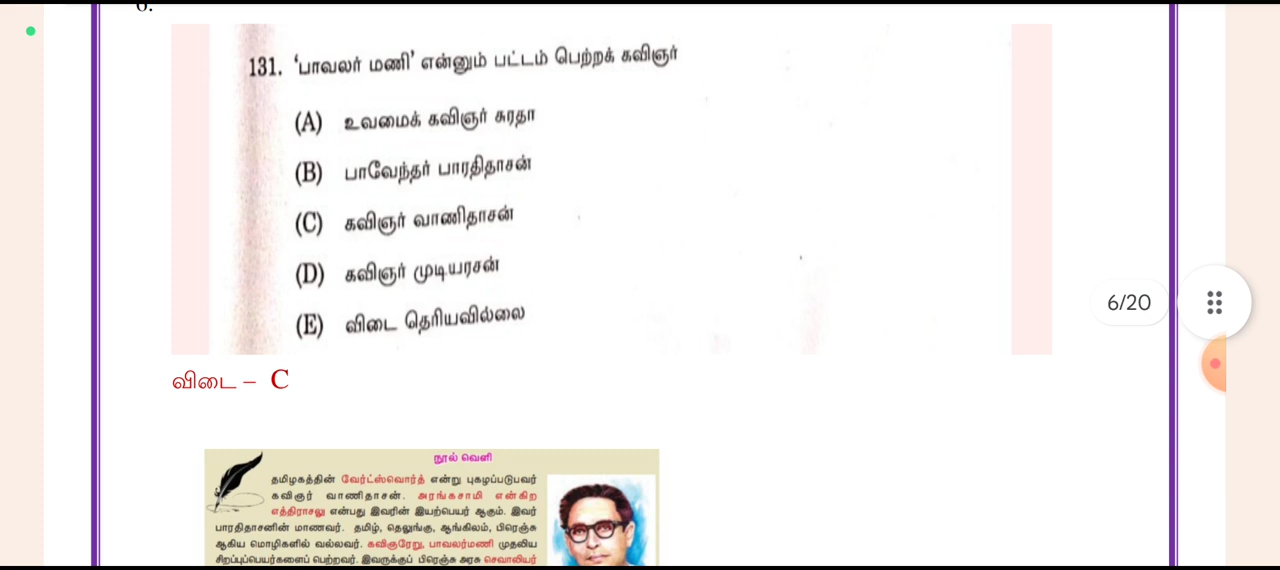 131. ‘பாவலர் மணி’ என்னும் பட்டம் பெற்றக் கவிஞர்
(A) உவமைக் கவிஞர் சுரதா
(B) பாவேந்தர் பாரதிதாசன்
(C) கவிஞர் வாணிதாசன்
(D) கவிஞர் முடியரசன்
(E) விடை தெரியவில்லை
6/20
விடை – C
நூல் வெளி
தமிழகத்தின் வேர்ட்ஸ்வொர்த் என்று புகழப்படுபவர்
கவிஞர் வாணிதாசன். அரங்கசாமி என்கிற
எத்திராசலு என்பது இவரின் இயற்பெயர் ஆகும். இவர்
பாரதிதாசனின் மாணவர். தமிழ், தெலுங்கு, ஆங்கிலம், பிரெஞ்சு
ஆகிய மொழிகளில் வல்லவர். கவிஞரேறு, பாவலர்மணி முதலிய
சிறப்புப்பெயர்களைப் பெற்றவர். இவருக்குப் பிரெஞ்சு அரசு செவாலியர்